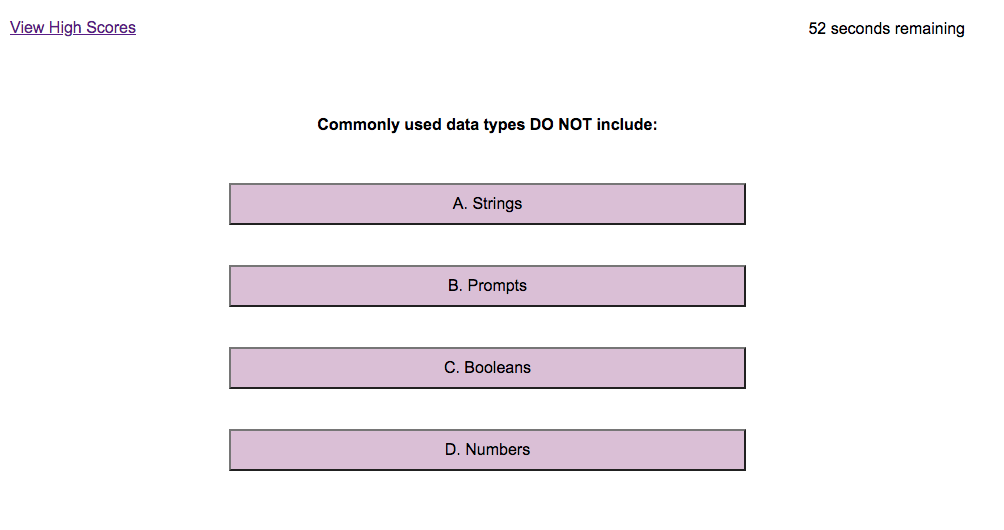 View High Scores
52 seconds remaining
Commonly used data types DO NOT include:
A. Strings
B. Prompts
C. Booleans
D. Numbers